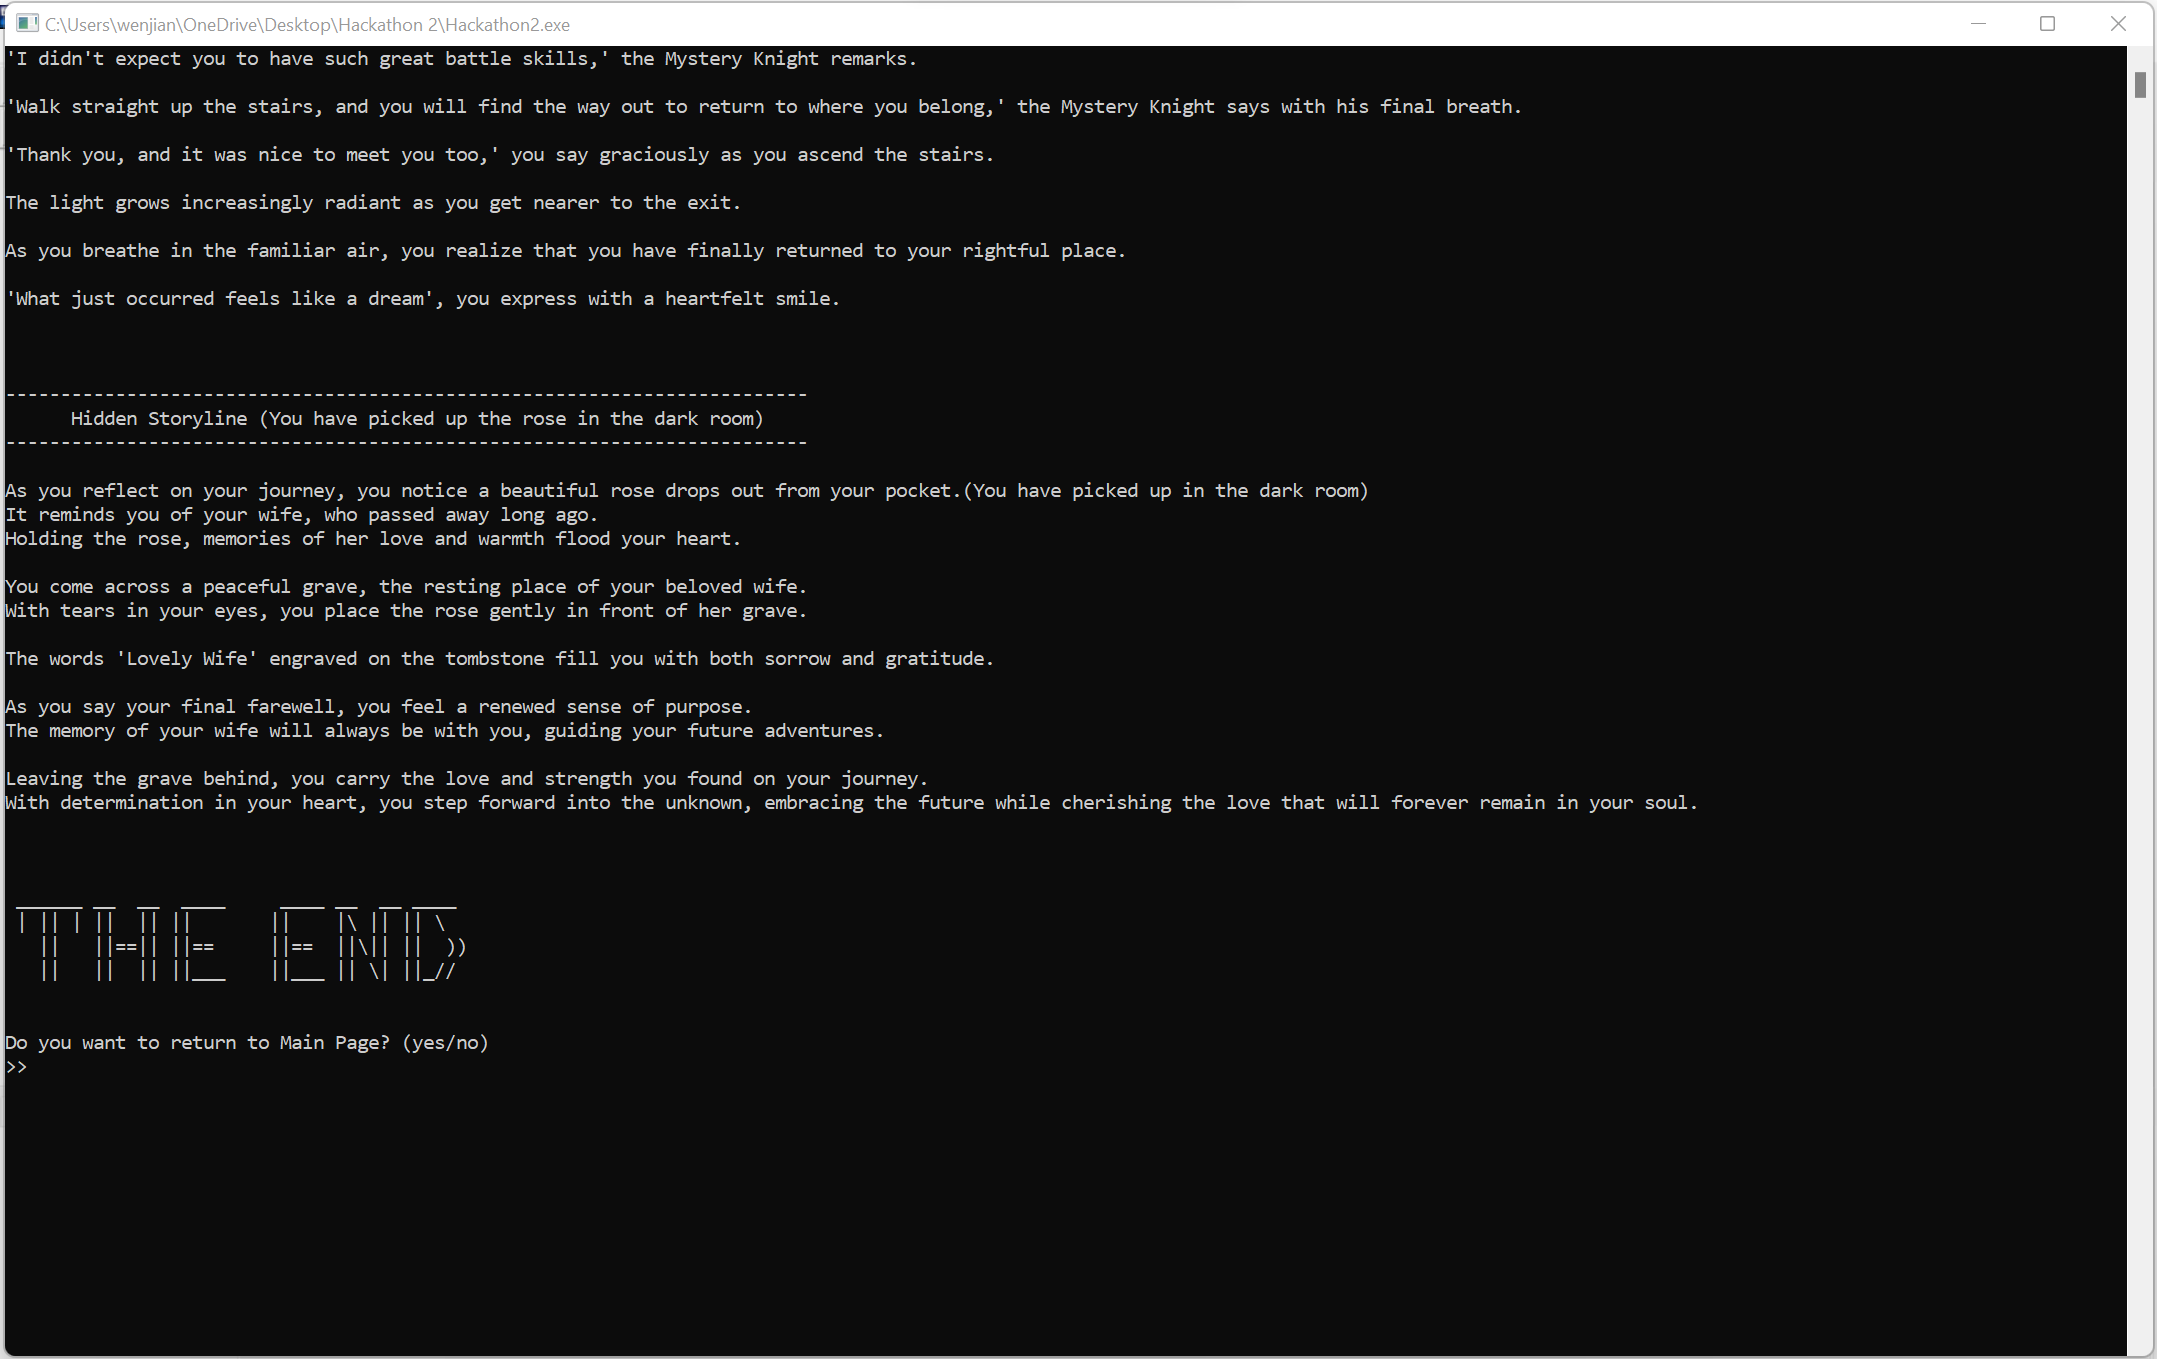 C:\Users\wenjian\OneDrive\Desktop\Hackathon 2\Hackathon2.exe
'I didn't expect you to have such great battle skills,' the Mystery Knight remarks.
'Walk straight up the stairs, and you will find the way out to return to where you belong,' the Mystery Knight says with his final breath.
'Thank you, and it was nice to meet you too,' you say graciously as you ascend the stairs.
The light grows increasingly radiant as you get nearer to the exit.
As you breathe in the familiar air, you realize that you have finally returned to your rightful place.
'What just occurred feels like a dream', you express with a heartfelt smile.
-------------------------------------------------------------------------
Hidden Storyline (You have picked up the rose in the dark room)
-------------------------------------------------------------------------
As you reflect on your journey, you notice a beautiful rose drops out from your pocket.(You have picked up in the dark room)
It reminds you of your wife, who passed away long ago.
Holding the rose, memories of her love and warmth flood your heart.
You come across a peaceful grave, the resting place of your beloved wife.
With tears in your eyes, you place the rose gently in front of her grave.
The words 'Lovely Wife' engraved on the tombstone fill you with both sorrow and gratitude.
As you say your final farewell, you feel a renewed sense of purpose.
The memory of your wife will always be with you, guiding your future adventures.
Leaving the grave behind, you carry the love and strength you found on your journey.
With determination in your heart, you step forward into the unknown, embracing the future while cherishing the love that will forever remain in your soul.
THE END
Do you want to return to Main Page? (yes/no)
>>